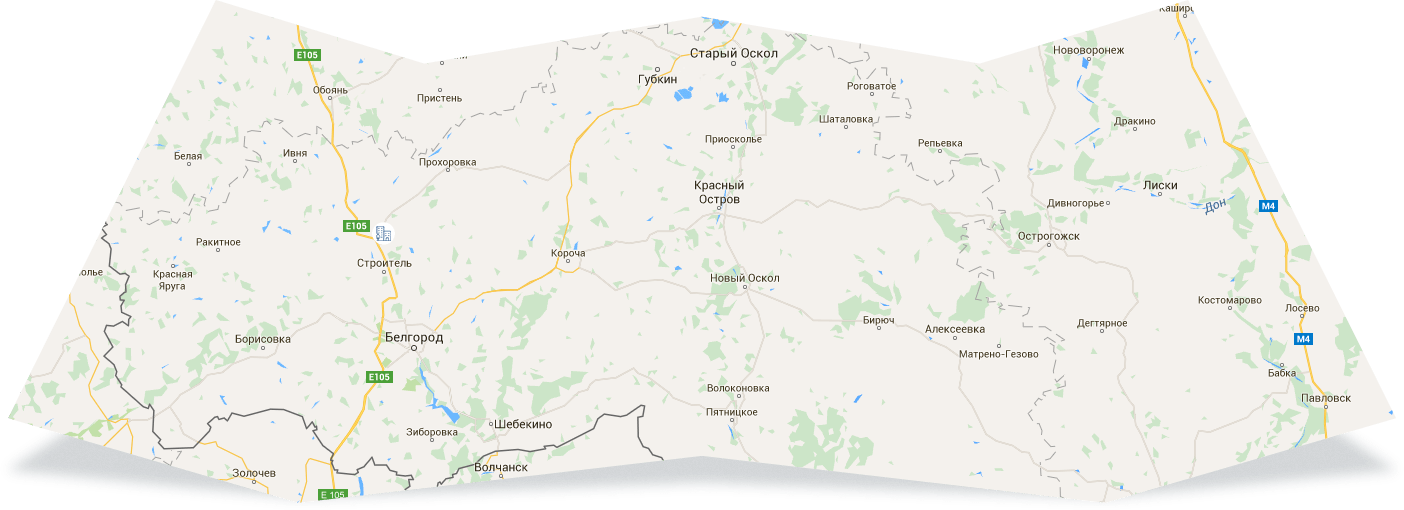 Кашир
Нововоронеж
Старый Оскол
E105
Губкин
Обоянь
Пристень
Роговатое
Шаталовка
Дракино
Приосколье
Репьевка
Белая
Ивня
Прохоровка
Красный
Остров
Лиски
Дивногорье
Дон
M4
E105
Ракитное
Острогожск
Строитель
Короча
олье
Красная
Яруга
Новый Оскол
Костомарово
Лосево
Бирюч
Алексеевка
Дегтярное
Борисовка
Белгород
M4
Матрено-Гезово
E105
Бабка
Волоконовка
Павловск
Пятницкое
Шебекино
Зиборовка
Золочев
Волчанск
E 105